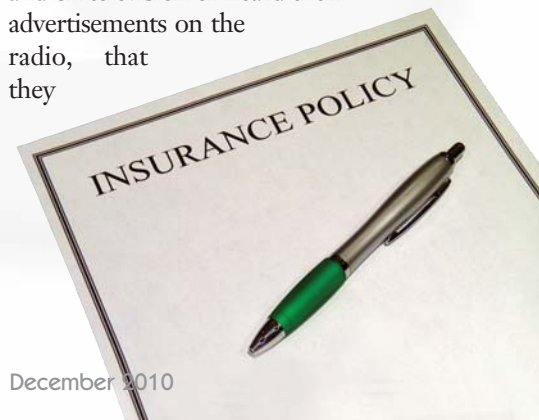 advertisements on the
radio, that
they
INSURANCE POLICY
December 2010